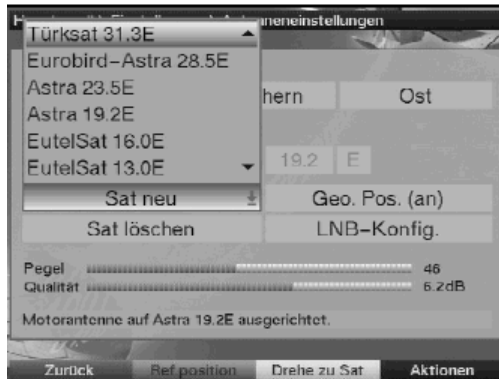 Türksat 31.3E
Eurobird-Astra 28.5E
Astra 23.5E
Astra 19.2E
EutelSat 16.0E
EutelSat 13.0E
Sat neu
nneneinstellungen
hern
Ost
19.2 E
Geo. Pos. (an)
Sat löschen
LNB-Konfig.
Pegel 46
Qualität 6.2dB
Motorantenne auf Astra 19.2E ausgerichtet.
Zurück Ref.position Drehe zu Sat Aktionen